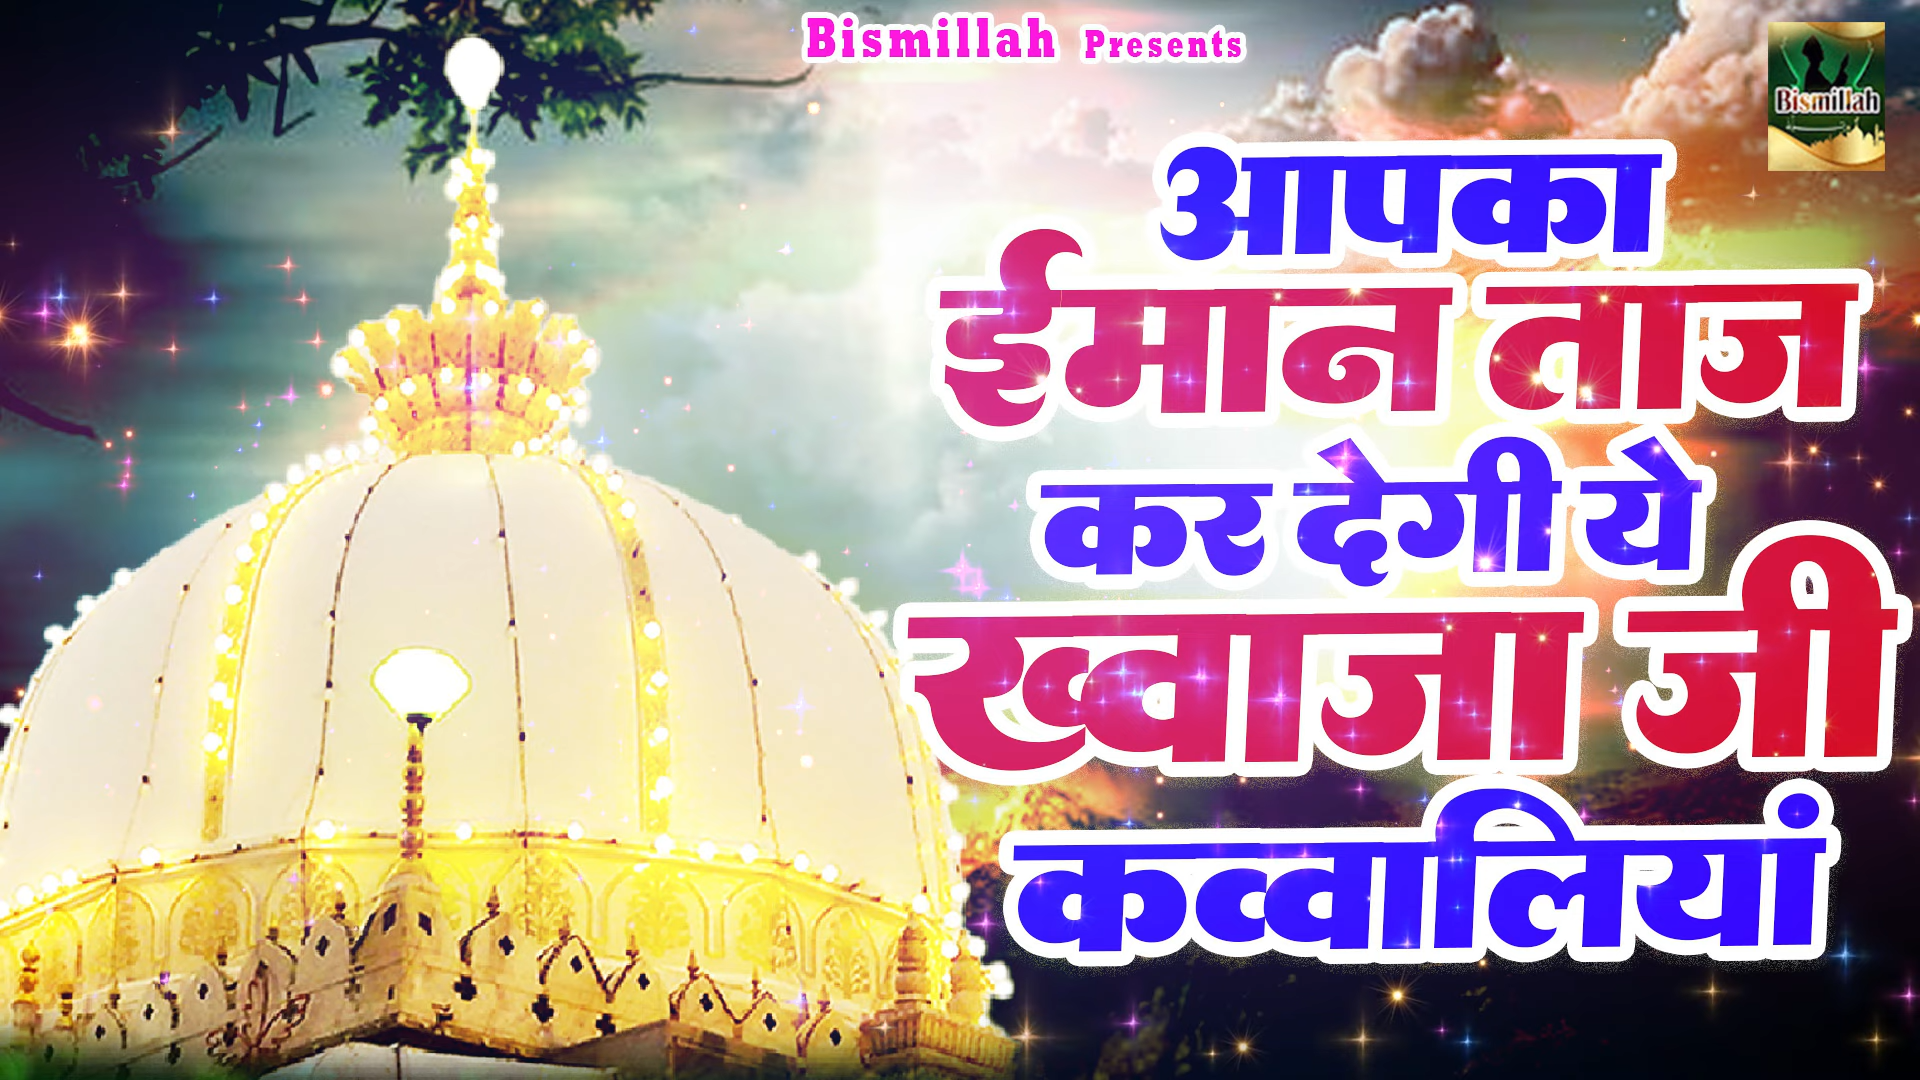 Bismillah Presents
Bismillah
आपका
ईमान ताज
कर देगी ये
ख्वाजा जी
कव्वालियां